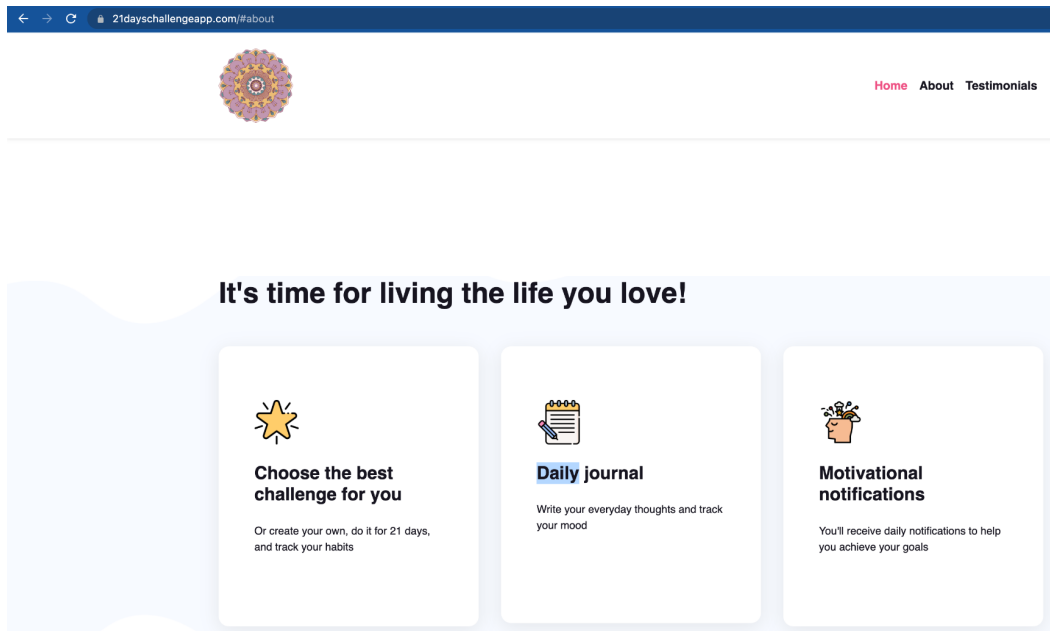 21dayschallengeapp.com/#about
Home About Testimonials
It's time for living the life you love!
Choose the best
challenge for you
Or create your own, do it for 21 days,
and track your habits
Daily journal
Write your everyday thoughts and track
your mood
Motivational
notifications
You'll receive daily notifications to help
you achieve your goals